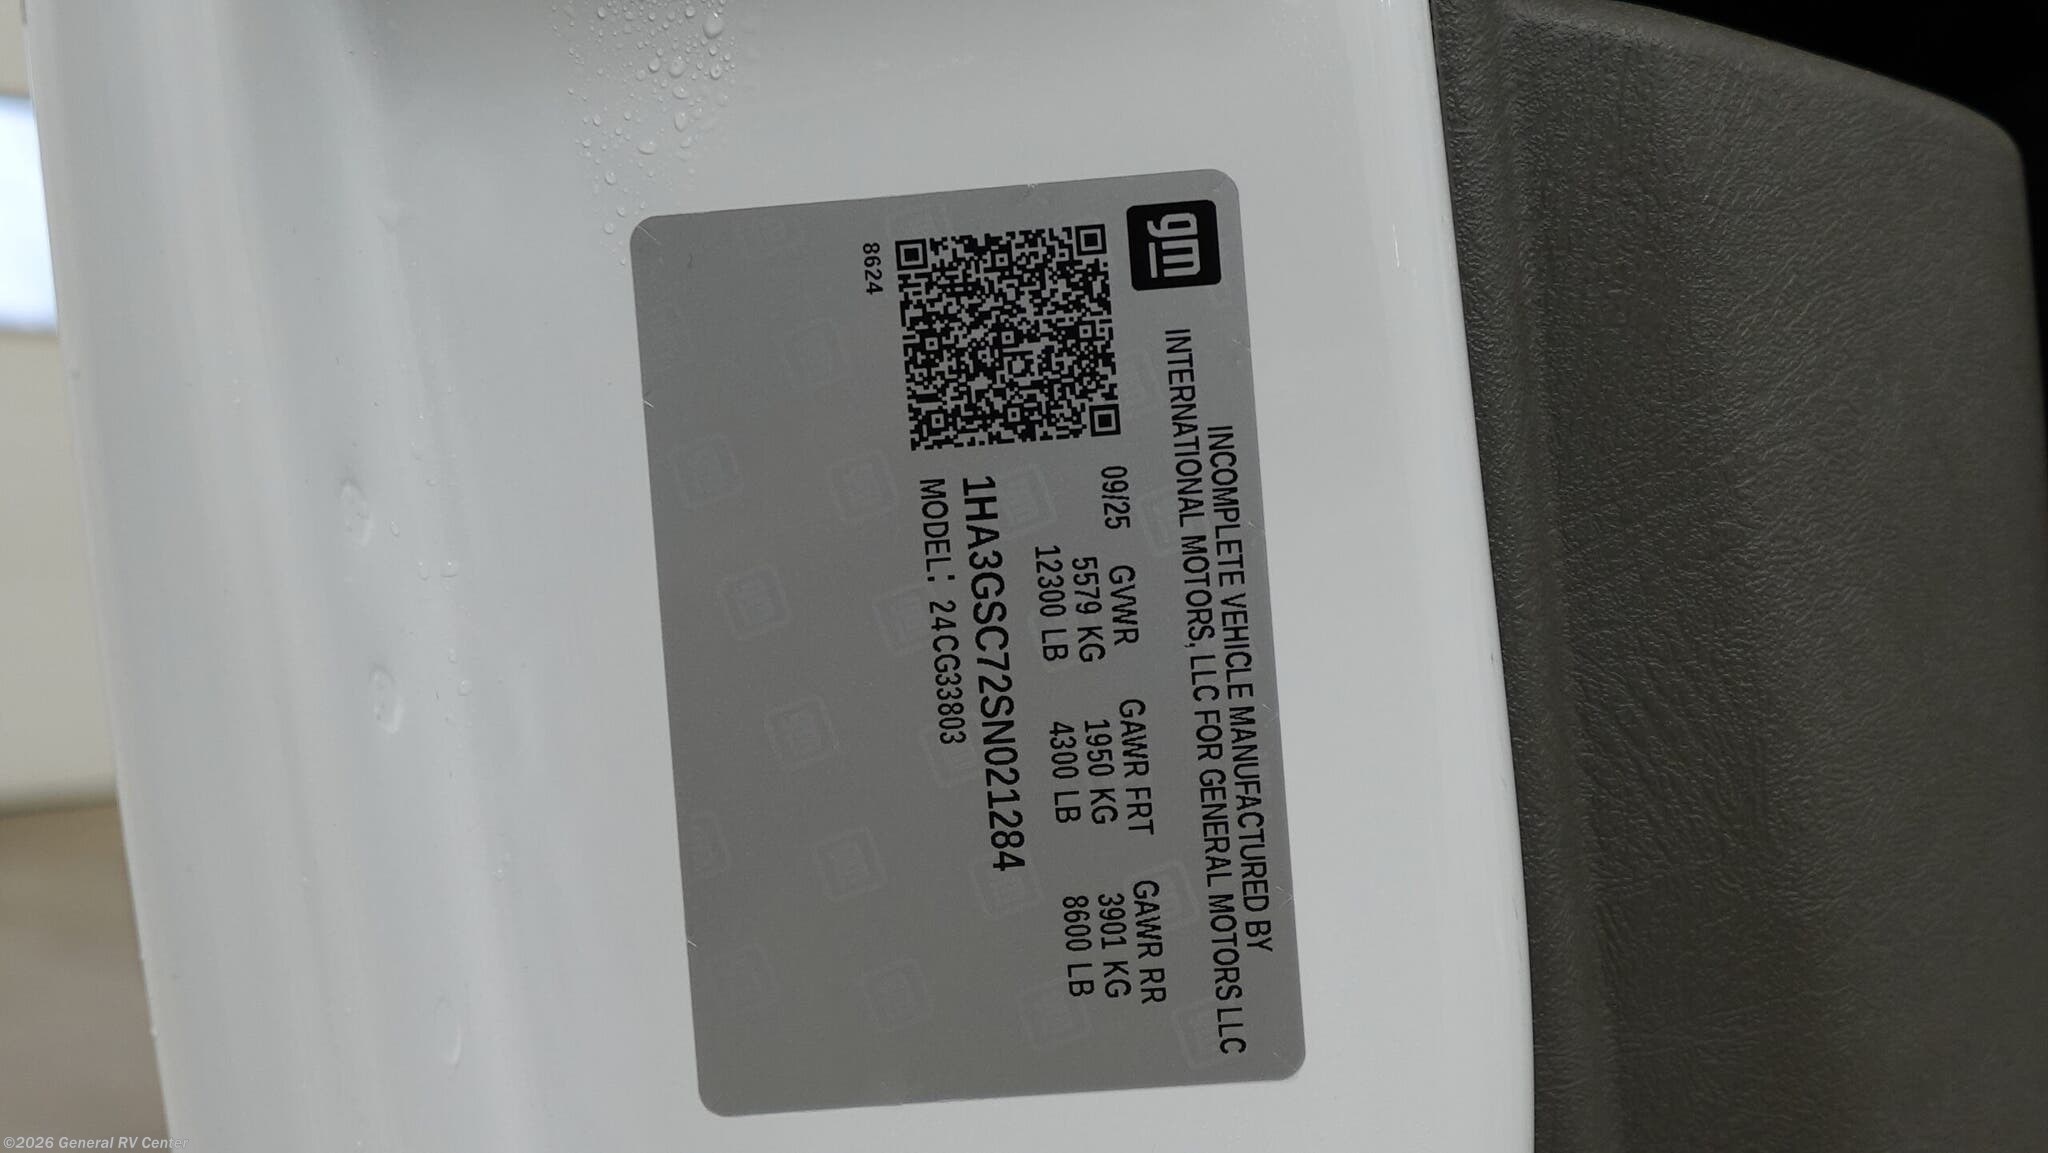 gm
INCOMPLETE VEHICLE MANUFACTURED BY
INTERNATIONAL MOTORS, LLC FOR GENERAL MOTORS LLC
09/25 GVWR GAWR FRT GAWR RR
5579 KG 1950 KG 3901 KG
12300 LB 4300 LB 8600 LB
1HA3GSC72SN021284
MODEL: 24CG33803
8624
©2026 General RV Center